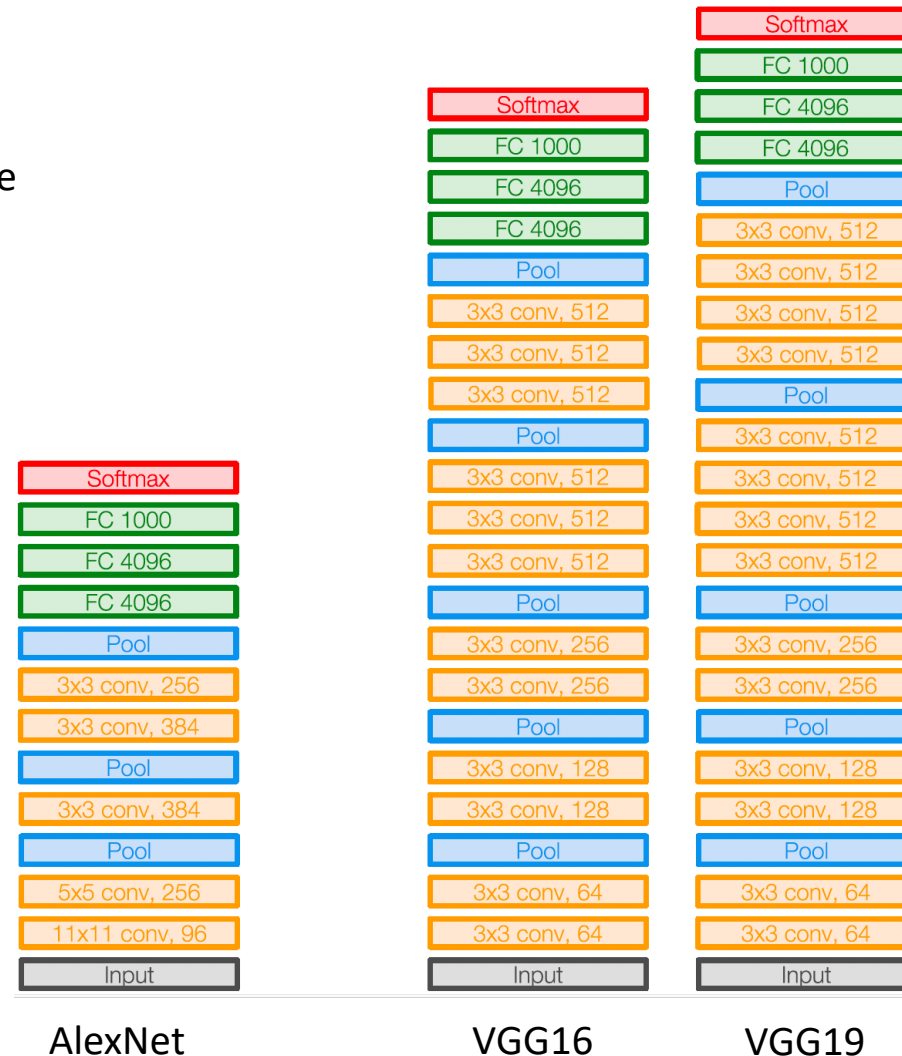 e
Softmax
FC 1000
FC 4096
FC 4096
Pool
3x3 conv, 256
3x3 conv, 384
Pool
3x3 conv, 384
Pool
5x5 conv, 256
11x11 conv, 96
Input
AlexNet
Softmax
FC 1000
FC 4096
FC 4096
Pool
3x3 conv, 512
3x3 conv, 512
3x3 conv, 512
Pool
3x3 conv, 512
3x3 conv, 512
3x3 conv, 512
Pool
3x3 conv, 256
3x3 conv, 256
Pool
3x3 conv, 128
3x3 conv, 128
Pool
3x3 conv, 64
3x3 conv, 64
Input
VGG16
Softmax
FC 1000
FC 4096
FC 4096
Pool
3x3 conv, 512
3x3 conv, 512
3x3 conv, 512
3x3 conv, 512
Pool
3x3 conv, 512
3x3 conv, 512
3x3 conv, 512
3x3 conv, 512
Pool
3x3 conv, 256
3x3 conv, 256
Pool
3x3 conv, 128
3x3 conv, 128
Pool
3x3 conv, 64
3x3 conv, 64
Input
VGG19